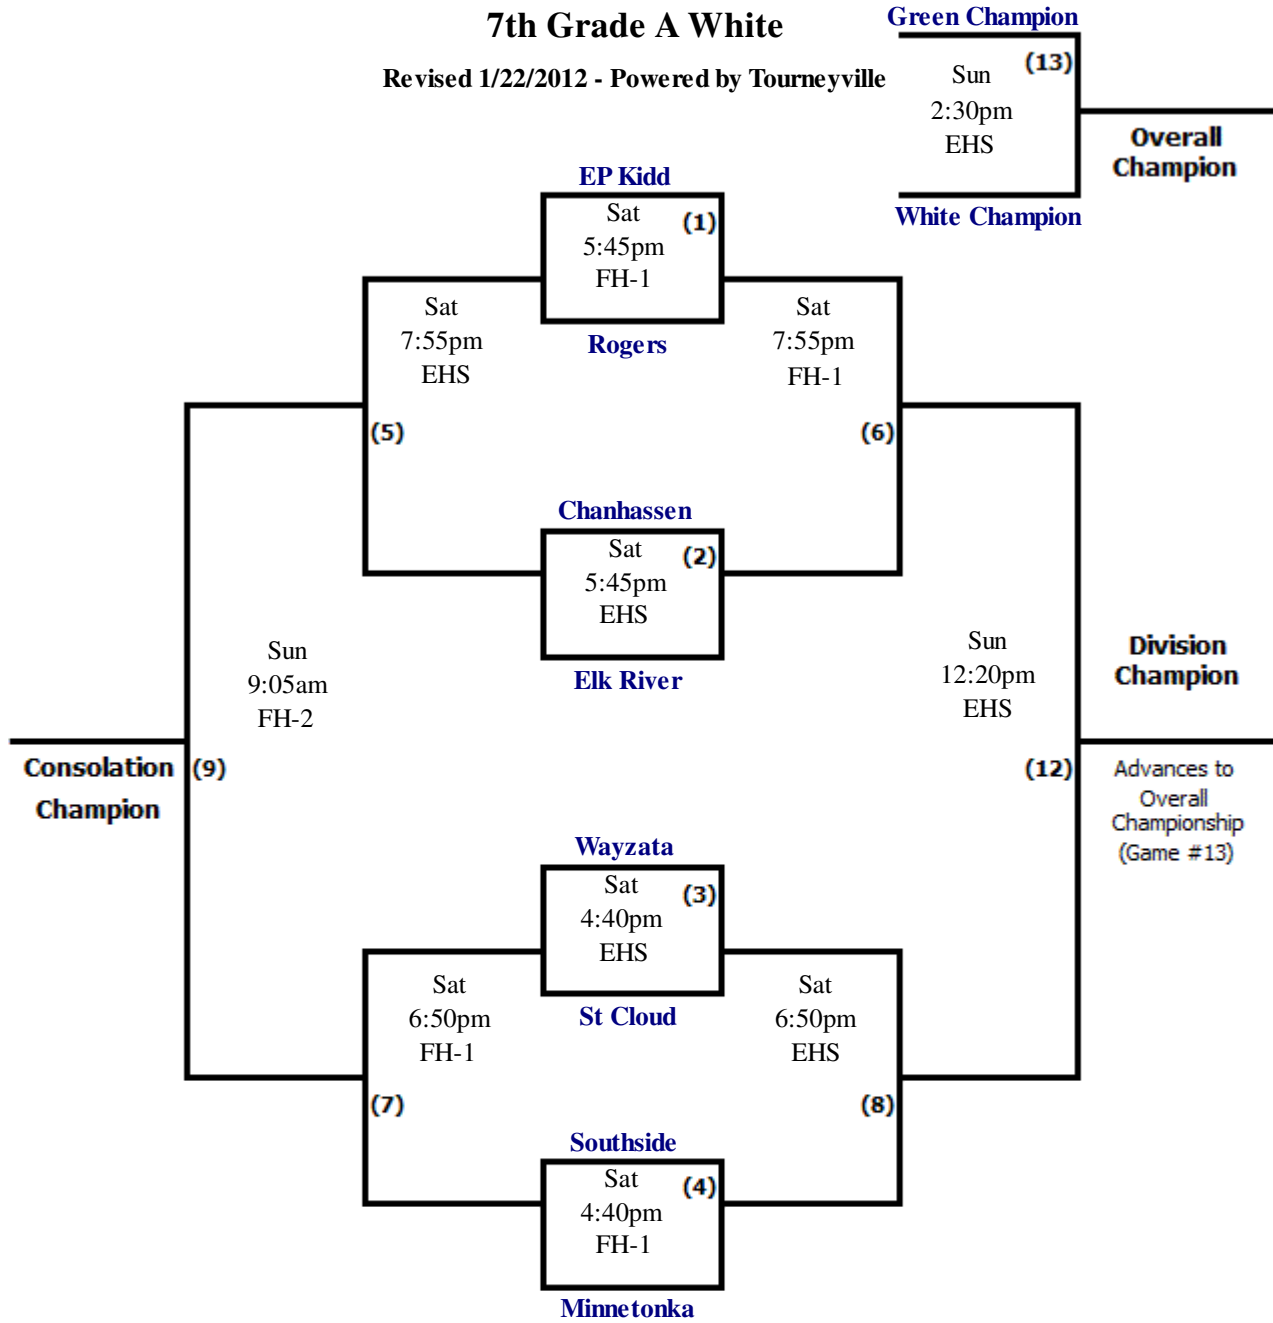 7th Grade A White
Revised 1/22/2012 - Powered by Tourneyville
Green Champion
(13)
Sun
2:30pm
EHS
White Champion
Overall
Champion
EP Kidd
Sat
5:45pm
FH-1
(1)
Rogers
Sat
7:55pm
EHS
(5)
Sat
7:55pm
FH-1
(6)
Chanhassen
Sat
5:45pm
EHS
(2)
Elk River
Sun
9:05am
FH-2
(9)
Consolation
Champion
Sun
12:20pm
EHS
(12)
Division
Champion
Advances to
Overall
Championship
(Game #13)
Wayzata
Sat
4:40pm
EHS
(3)
St Cloud
Sat
6:50pm
FH-1
(7)
Sat
6:50pm
EHS
(8)
Southside
Sat
4:40pm
FH-1
(4)
Minnetonka